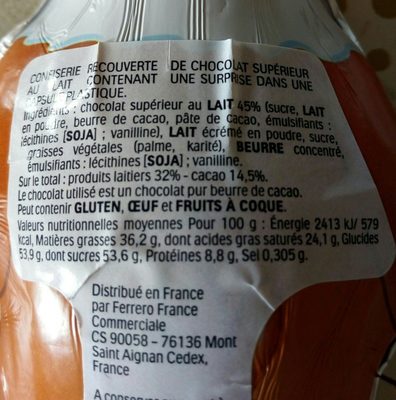 CONFISERIE RECOUVERTE DE CHOCOLAT SUPÉRIEUR
AU LAIT CONTENANT UNE SURPRISE DANS UNE
CAPSULE PLASTIQUE.
Ingrédients : chocolat supérieur au LAIT 45% (sucre, LAIT
en poudre, beurre de cacao, pâte de cacao, émulsifiants :
lécithines [SOJA] ; vanilline), LAIT écrémé en poudre, sucre,
graisses végétales (palme, karité), BEURRE concentré,
émulsifiants : lécithines [SOJA] ; vanilline.
Sur le total : produits laitiers 32% - cacao 14,5%.
Le chocolat utilisé est un chocolat pur beurre de cacao.
Peut contenir GLUTEN, ŒUF et FRUITS À COQUE.
Valeurs nutritionnelles moyennes Pour 100 g : Énergie 2413 kJ/ 579
kcal, Matières grasses 36,2 g, dont acides gras saturés 24,1 g, Glucides
53,9 g, dont sucres 53,6 g, Protéines 8,8 g, Sel 0,305 g.
Distribué en France
par Ferrero France
Commerciale
CS 90058 - 76136 Mont
Saint Aignan Cedex,
France
A conserver